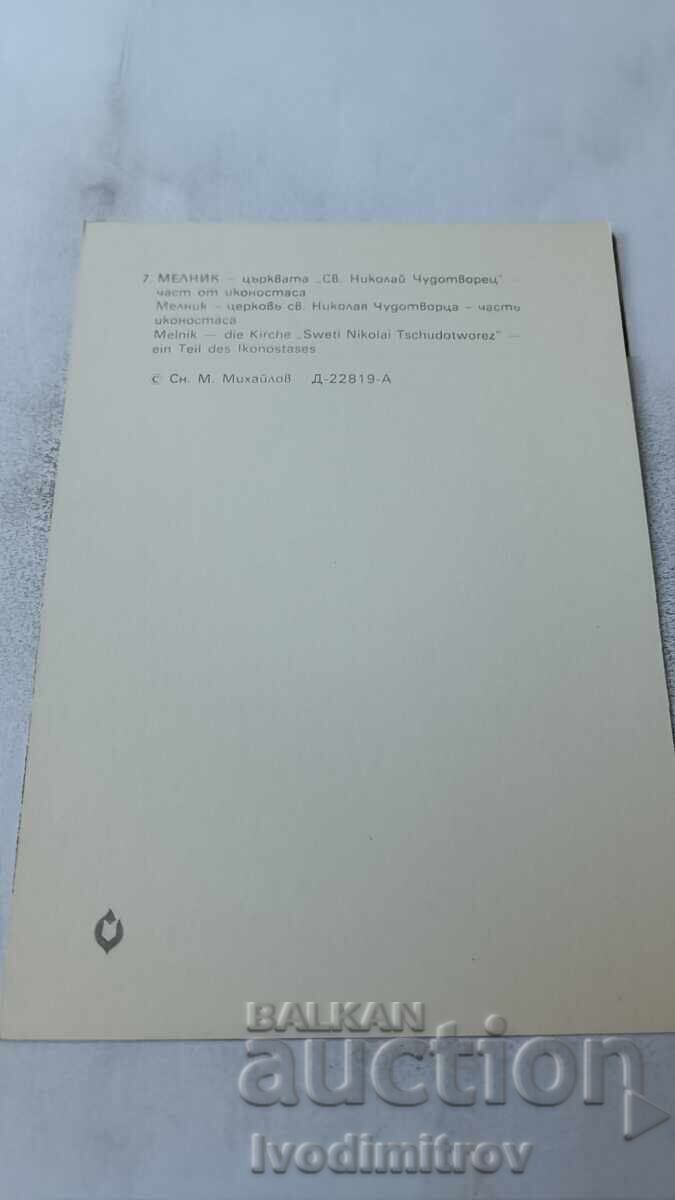 7. МЕЛНИК – църквата „Св. Николай Чудотворец" –
част от иконостаса
Мелник – церковь св. Николая Чудотворца – часть
иконостаса
Melnik — die Kirche „Sweti Nikolai Tschudotworez" —
ein Teil des Ikonostases
© Сн. М. Михайлов Д-22819-А
BALKAN
auction
Ivodimitrov